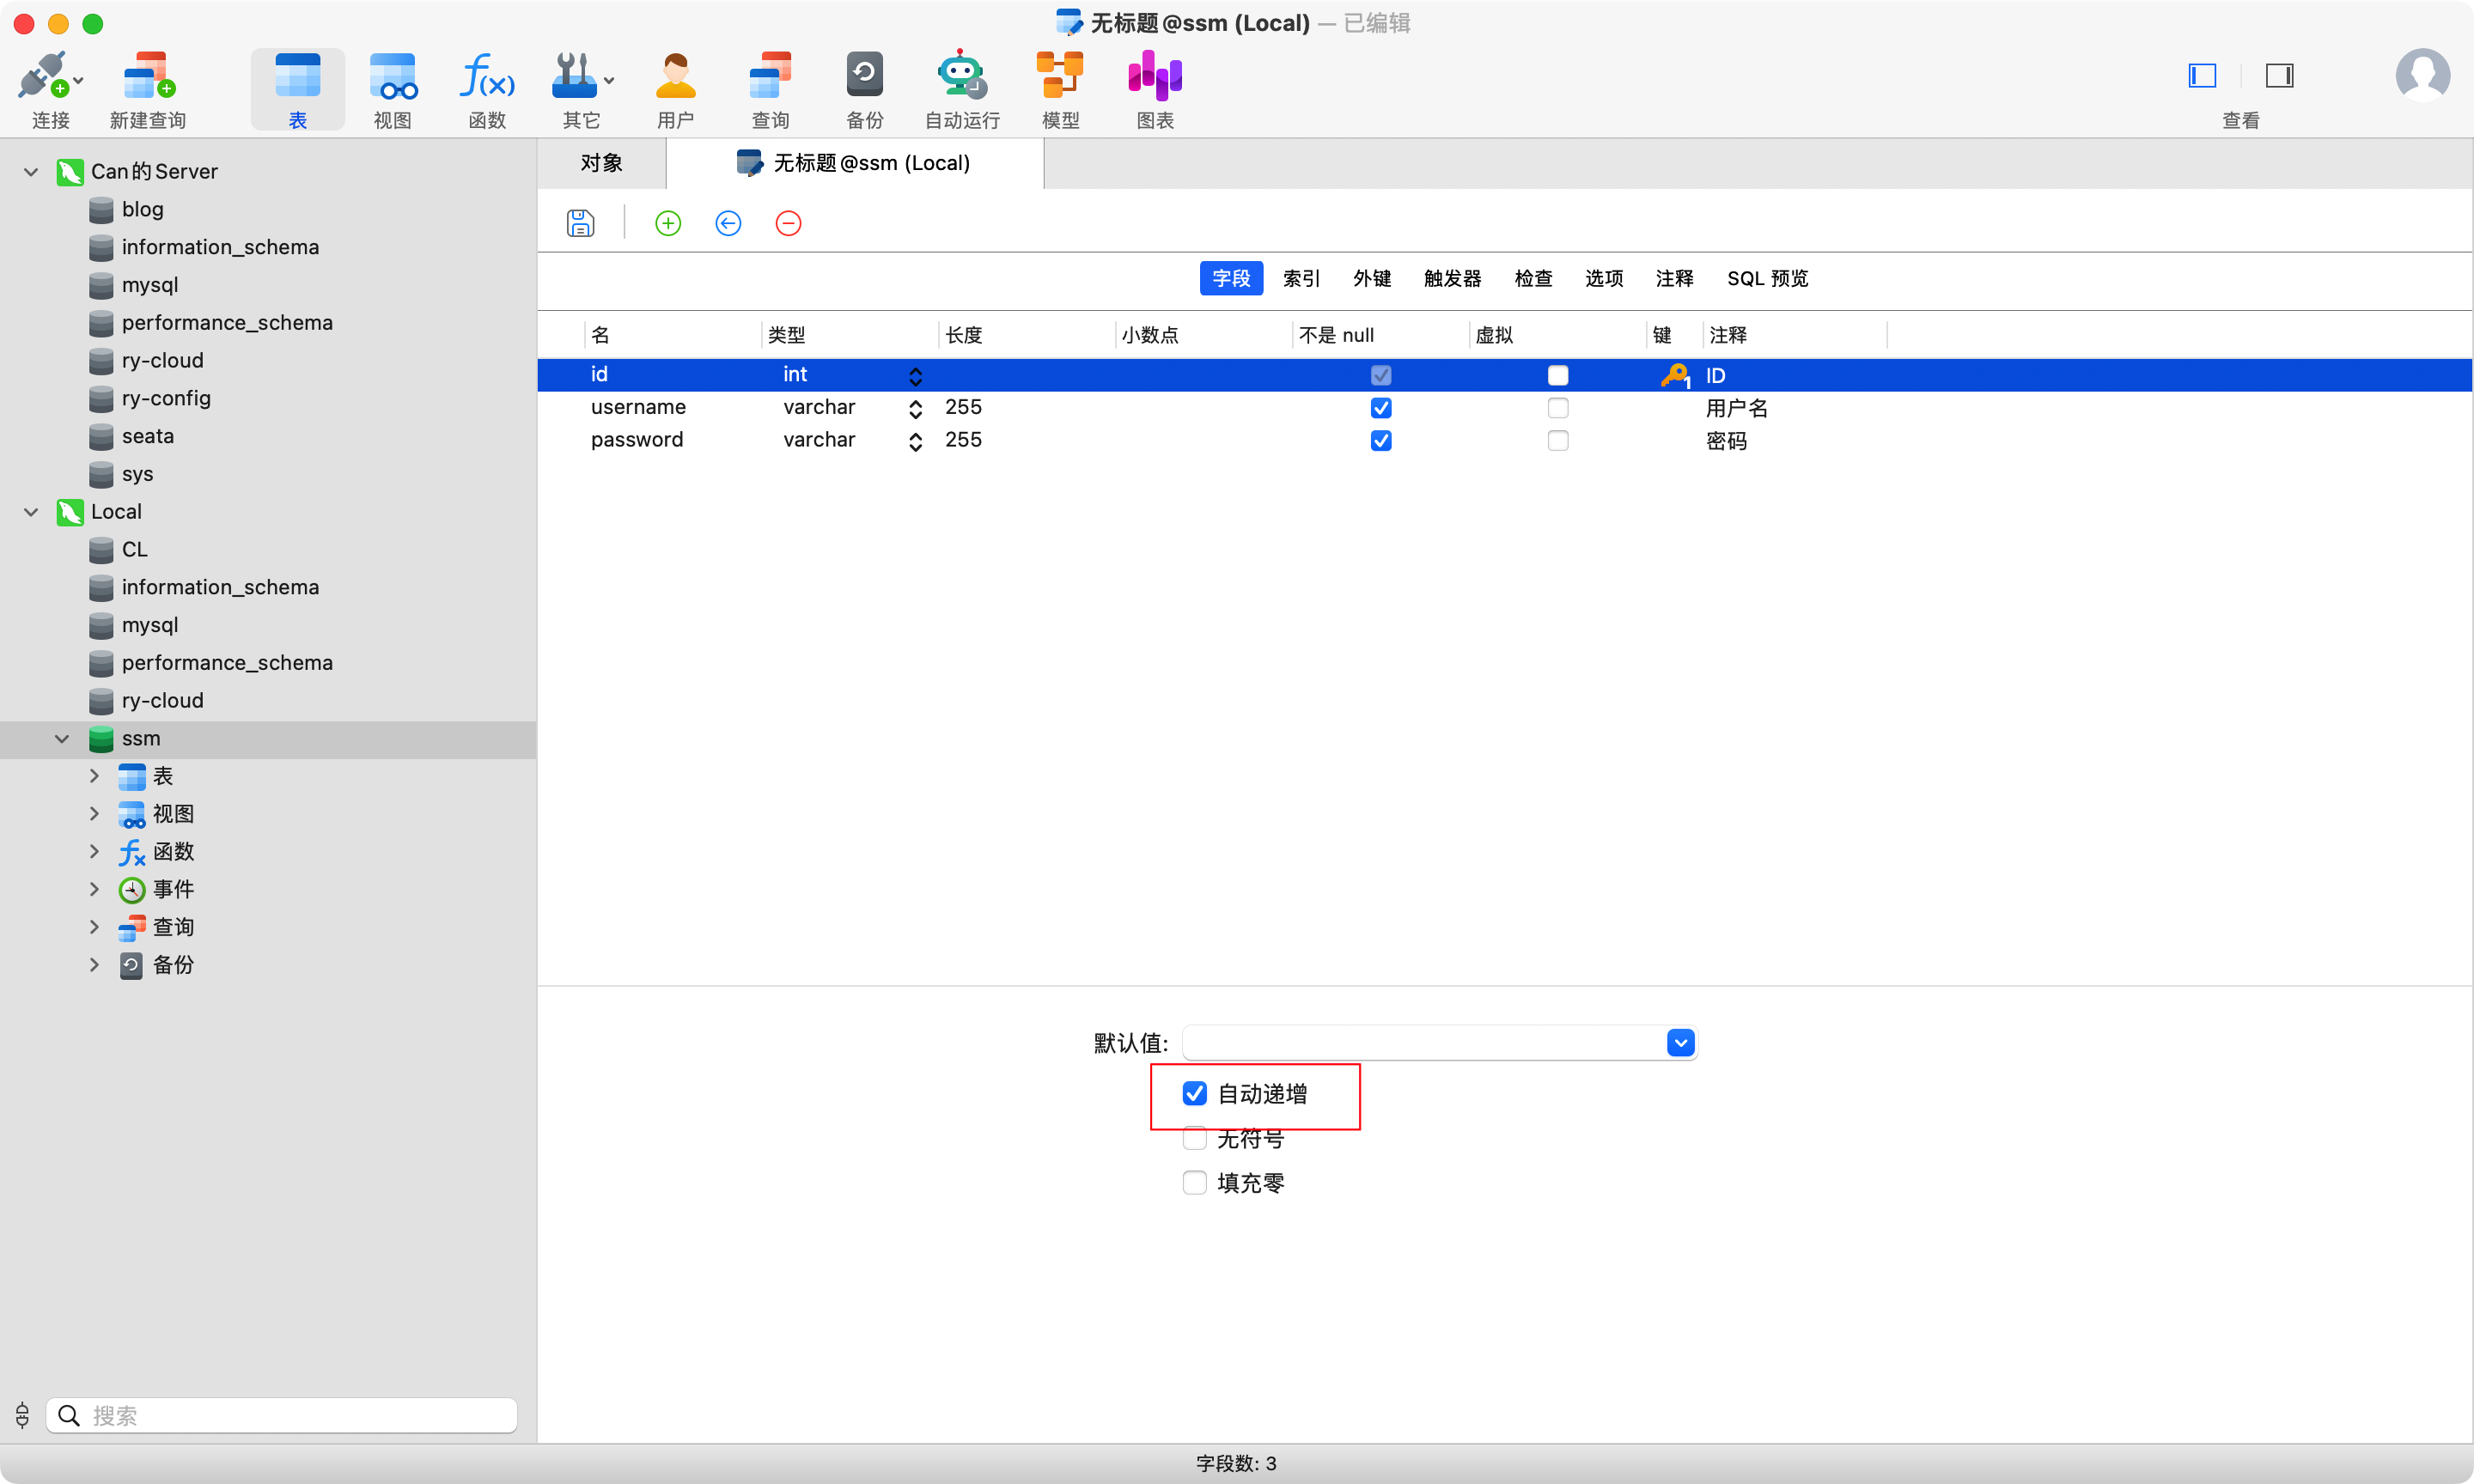 无标题 @ssm (Local) — 已编辑
连接 新建查询 表 视图 函数 其它 用户 查询 备份 自动运行 模型 图表 查看
Can的Server
blog
information_schema
mysql
performance_schema
ry-cloud
ry-config
seata
sys
Local
CL
information_schema
mysql
performance_schema
ry-cloud
ssm
表
视图
函数
事件
查询
备份
搜索
对象 无标题 @ssm (Local)
字段 索引 外键 触发器 检查 选项 注释 SQL 预览
名 类型 长度 小数点 不是 null 虚拟 键 注释
id int 1 ID
username varchar 255 用户名
password varchar 255 密码
默认值:
自动递增
无符号
填充零
字段数: 3